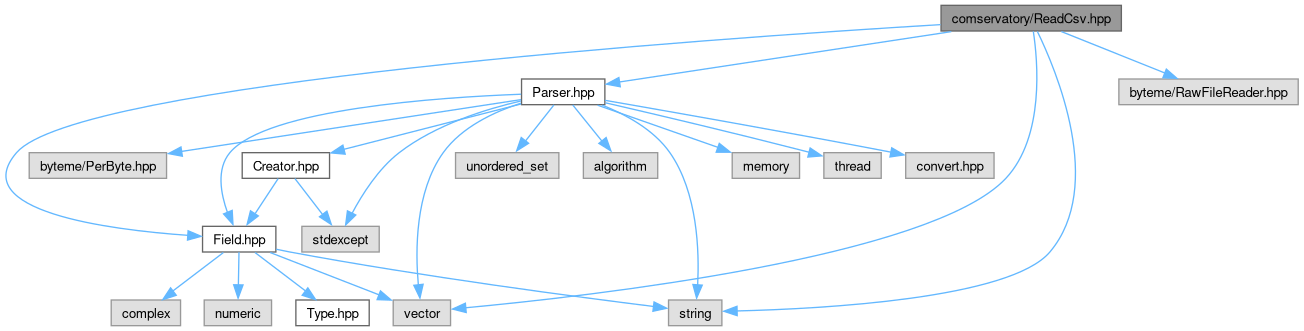 comservatory/ReadCsv.hpp
Parser.hpp
byteme/RawFileReader.hpp
byteme/PerByte.hpp
Creator.hpp
unordered_set
algorithm
memory
thread
convert.hpp
Field.hpp
stdexcept
complex
numeric
Type.hpp
vector
string